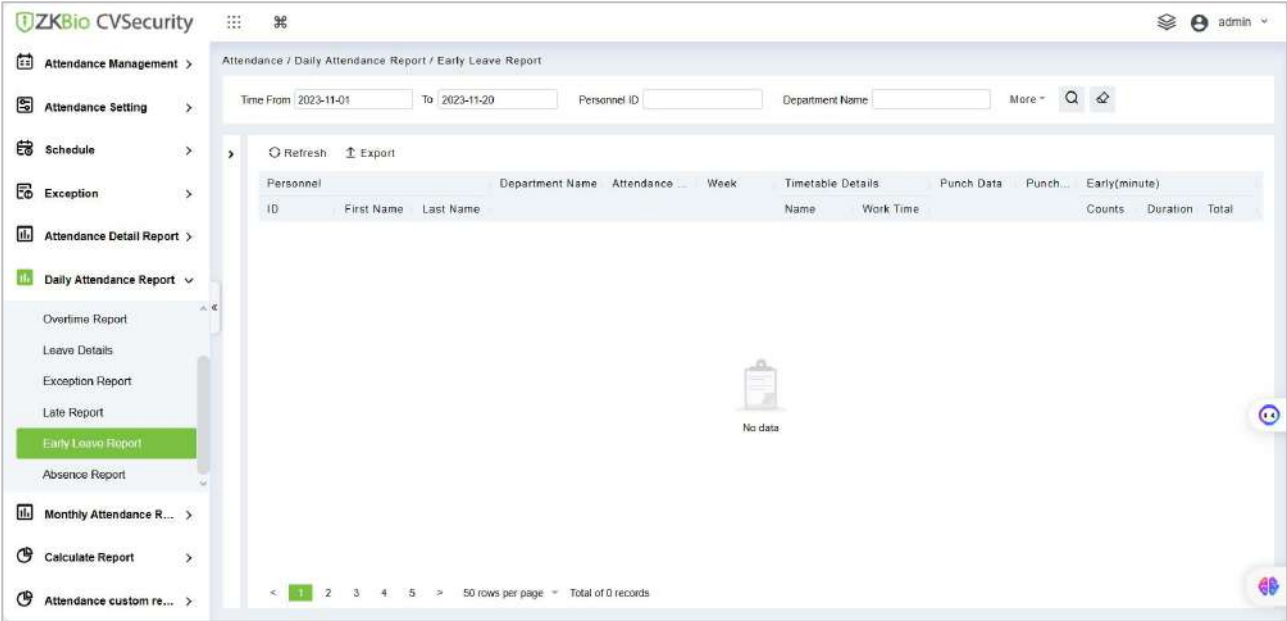 ZKBio CVSecurity
admin
Attendance Management
Attendance Setting
Schedule
Exception
Attendance Detail Report
Daily Attendance Report
Overtime Report
Leave Details
Exception Report
Late Report
Early Leave Report
Absence Report
Monthly Attendance R...
Calculate Report
Attendance custom re...
Attendance / Daily Attendance Report / Early Leave Report
Time From 2023-11-01 To 2023-11-20 Personnel ID Department Name More
Refresh Export
Personnel Department Name Attendance ... Week Timetable Details Punch Data Punch... Early(minute)
ID First Name Last Name Name Work Time Counts Duration Total
No data
< 1 2 3 4 5 > 50 rows per page Total of 0 records